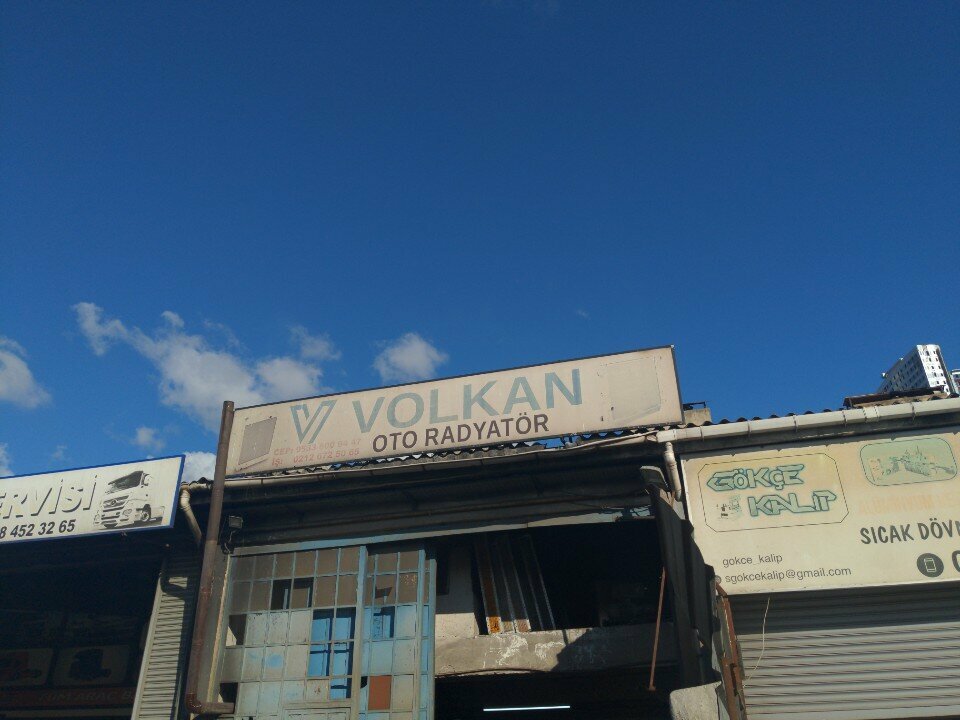 ERVİSİ
8 452 32 65
VOLKAN
OTO RADYATÖR
GÖKÇE
KALIP
SICAK DÖV
gokce_kalip
sgokcekalip@gmail.com